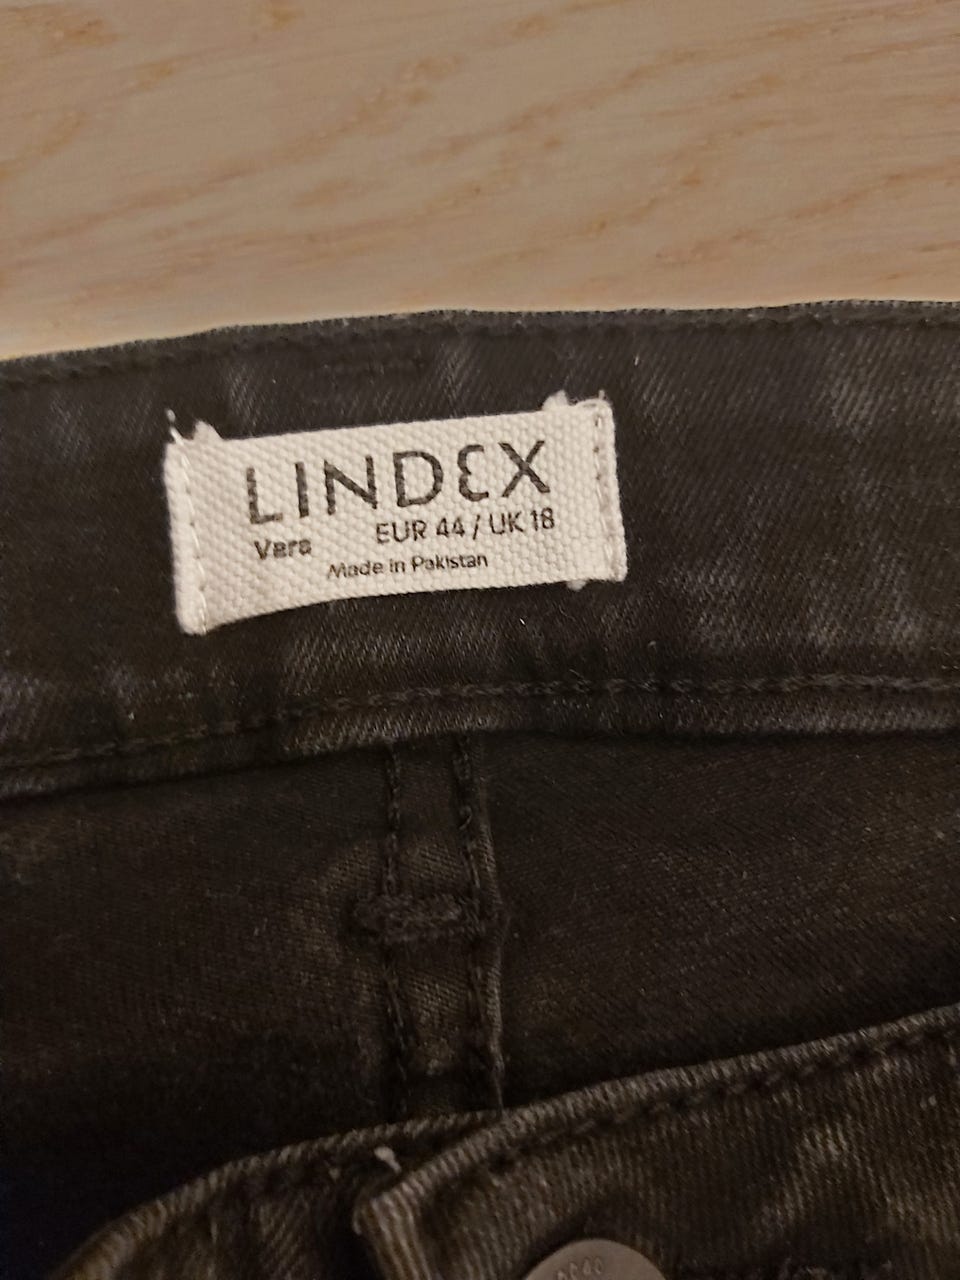 LINDEX
Vera EUR 44 / UK 18
Made in Pakistan